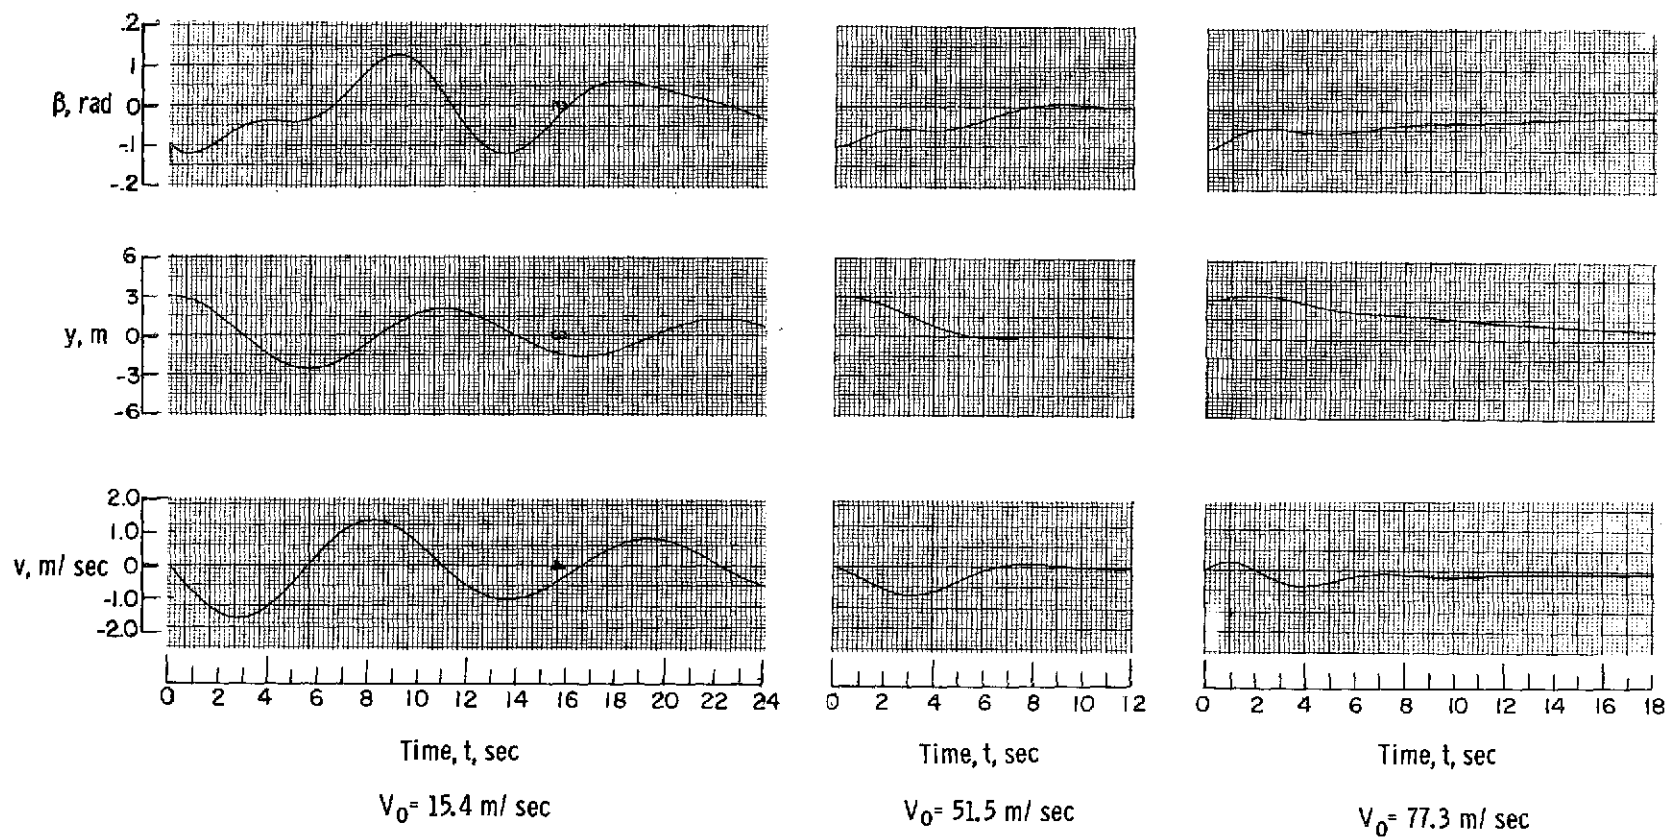 .2
.1
β, rad 0
-.1
-.2
6
3
y, m 0
-3
-6
2.0
1.0
v, m/ sec 0
-1.0
-2.0
0 2 4 6 8 10 12 14 16 18 20 22 24
0 2 4 6 8 10 12
0 2 4 6 8 10 12 14 16 18
Time, t, sec
Time, t, sec
Time, t, sec
V₀= 15.4 m/ sec
V₀= 51.5 m/ sec
V₀= 77.3 m/ sec